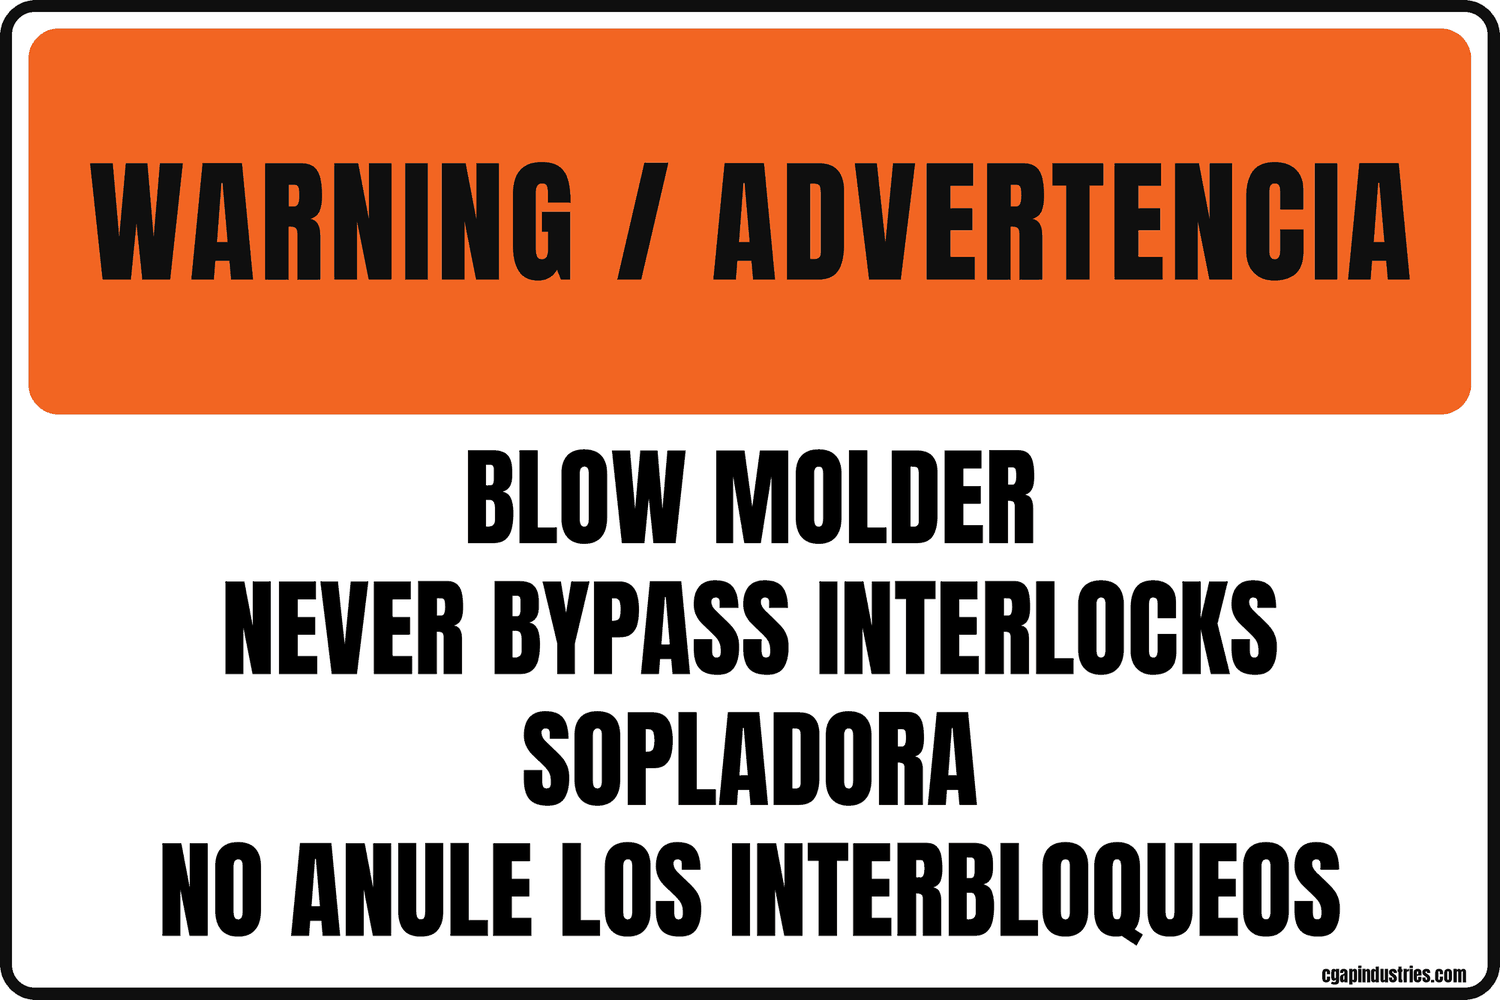 WARNING / ADVERTENCIA
BLOW MOLDER
NEVER BYPASS INTERLOCKS
SOPLADORA
NO ANULE LOS INTERBLOQUEOS
cgapindustries.com